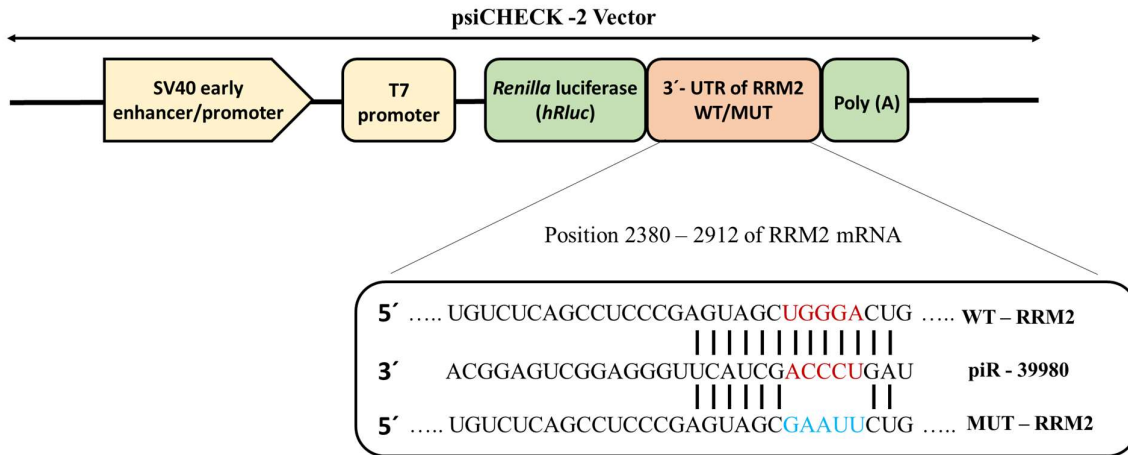 psiCHECK -2 Vector
SV40 early
enhancer/promoter
T7
promoter
Renilla luciferase
(hRluc)
3´- UTR of RRM2
WT/MUT
Poly (A)
Position 2380 – 2912 of RRM2 mRNA
5´ ..... UGUCUCAGCCUCCCGAGUAGCUGGGACUG ..... WT – RRM2
3´ ACGGAGUCGGAGGGUUCAUCGACCCUGAU piR - 39980
5´ ..... UGUCUCAGCCUCCCGAGUAGCGAAUUCUG ..... MUT – RRM2